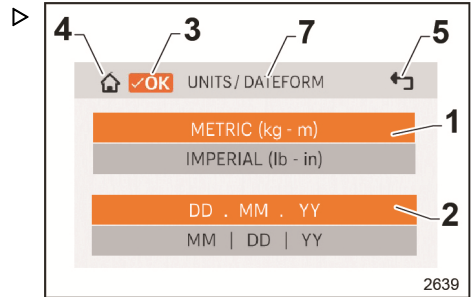 4 3 7 5
✓OK UNITS / DATEFORM
METRIC (kg - m) 1
IMPERIAL (lb - in)
DD . MM . YY 2
MM | DD | YY
2639